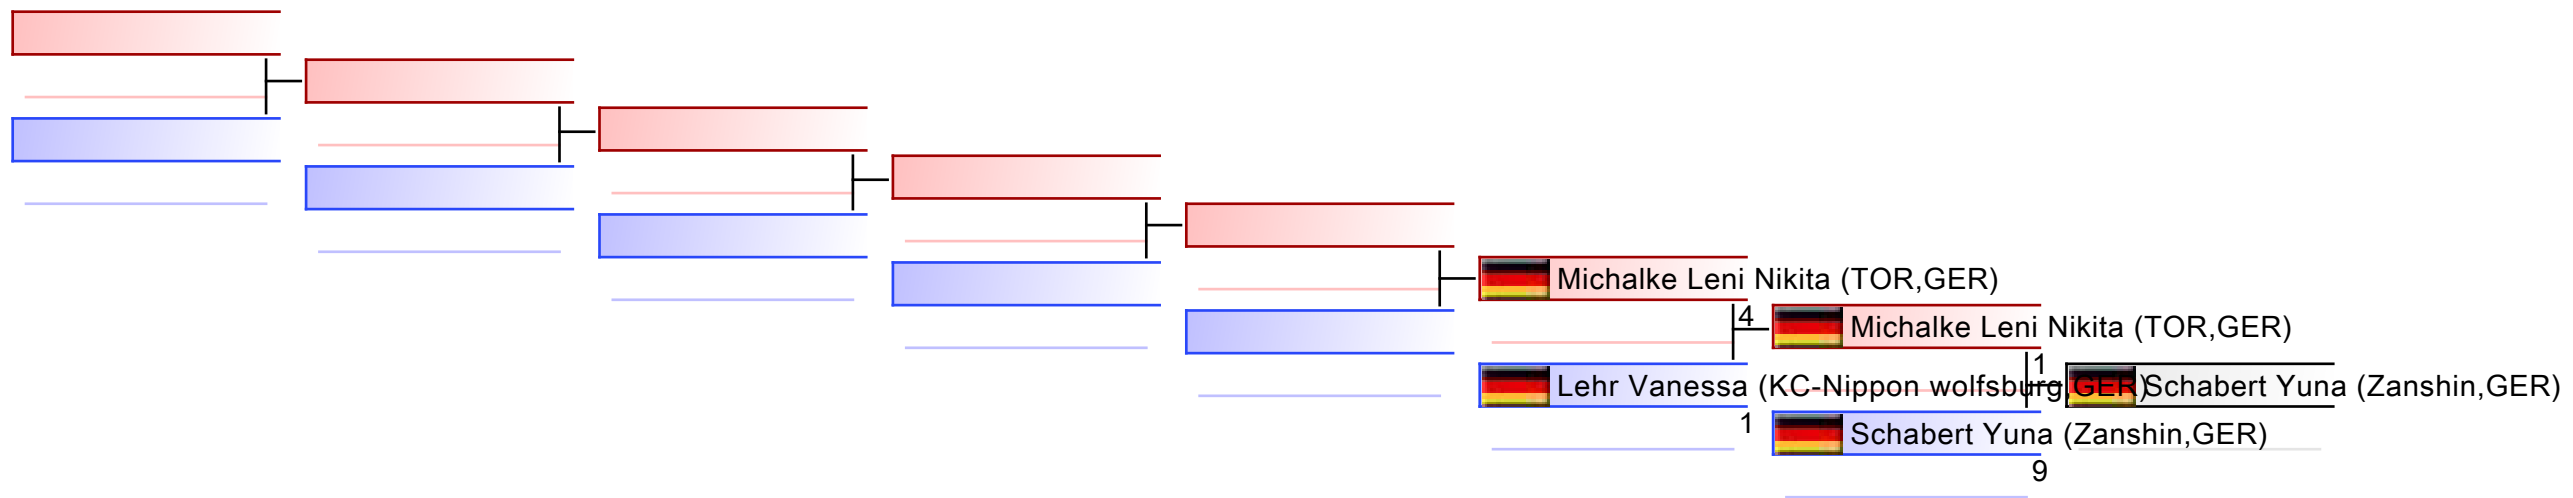 Michalke Leni Nikita (TOR,GER)
4
Michalke Leni Nikita (TOR,GER)
1
Lehr Vanessa (KC-Nippon wolfsburg,GER)
Schabert Yuna (Zanshin,GER)
1
Schabert Yuna (Zanshin,GER)
9